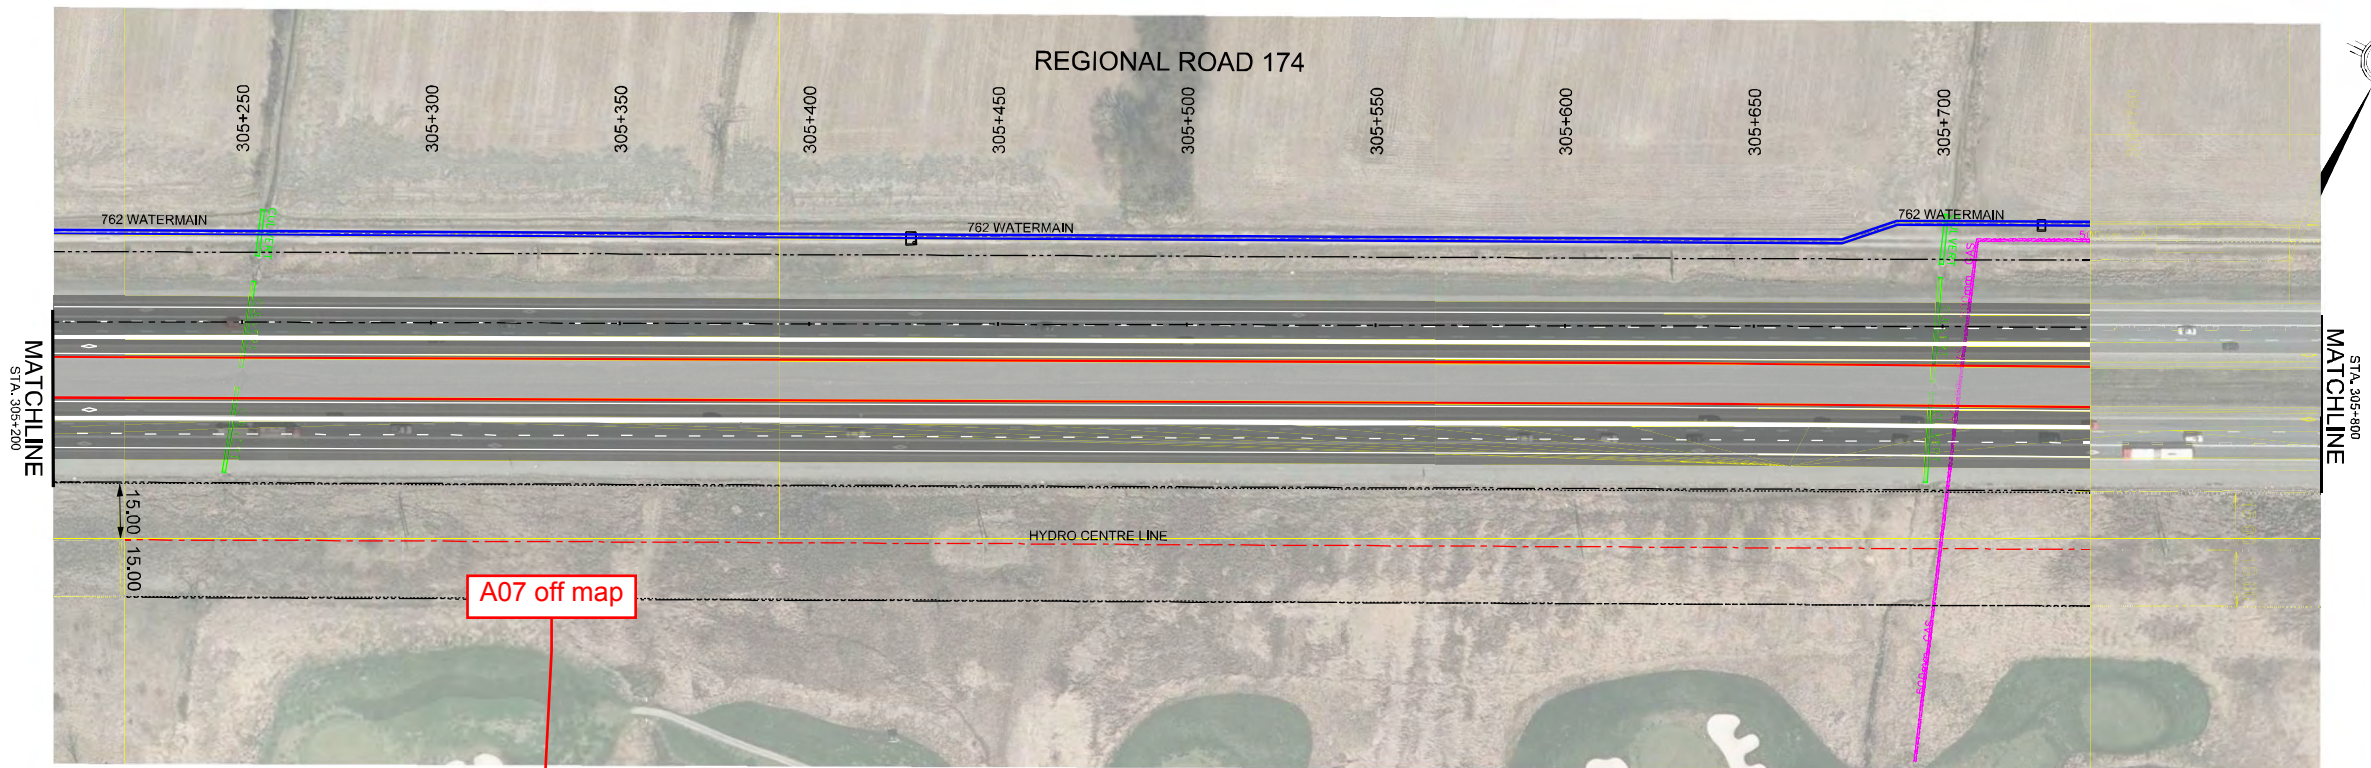 REGIONAL ROAD 174
305+250
305+300
305+350
305+400
305+450
305+500
305+550
305+600
305+650
305+700
762 WATERMAIN
762 WATERMAIN
762 WATERMAIN
MATCHLINE
STA. 305+200
STA. 305+800
MATCHLINE
15.00
15.00
HYDRO CENTRE LINE
A07 off map